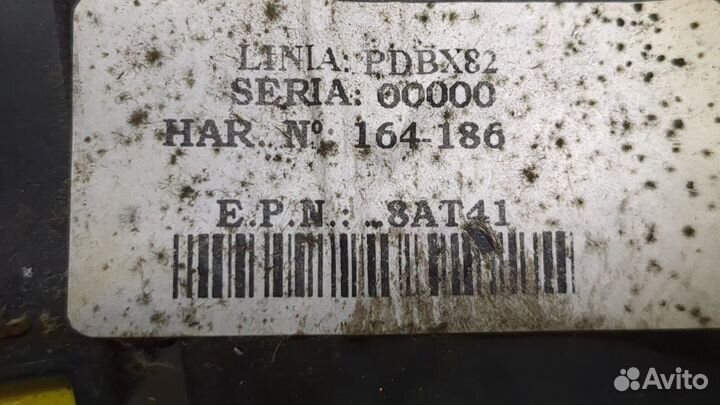 LINIA: PDBX82
SERIA: 00000
HAR. Nº: 164-186
E.P.N.: ..8AT41
Avito